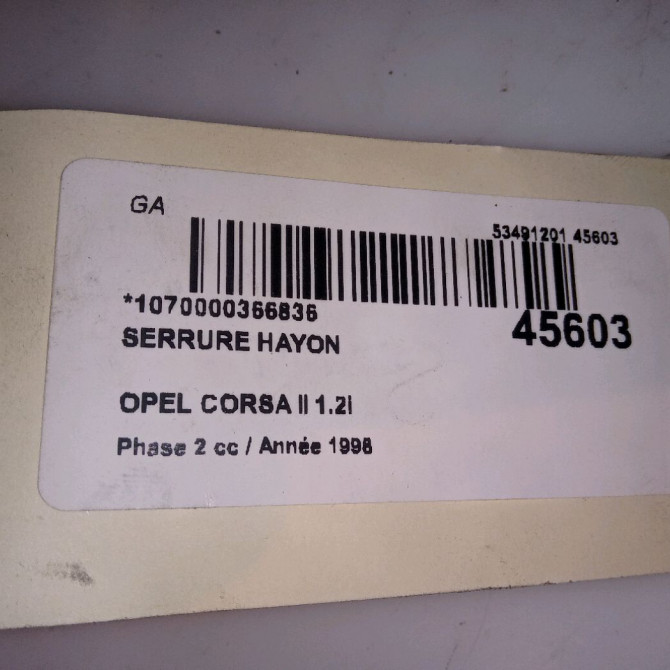 GA
53491201 45603
*1070000366836
45603
SERRURE HAYON
OPEL CORSA II 1.2i
Phase 2 cc / Année 1998